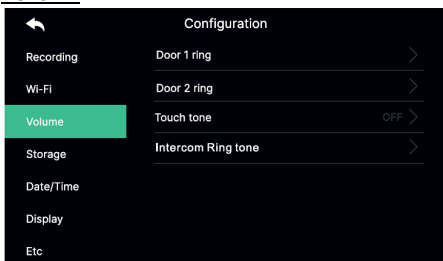 Configuration
Recording
Wi-Fi
Volume
Storage
Date/Time
Display
Etc
Door 1 ring
Door 2 ring
Touch tone OFF
Intercom Ring tone